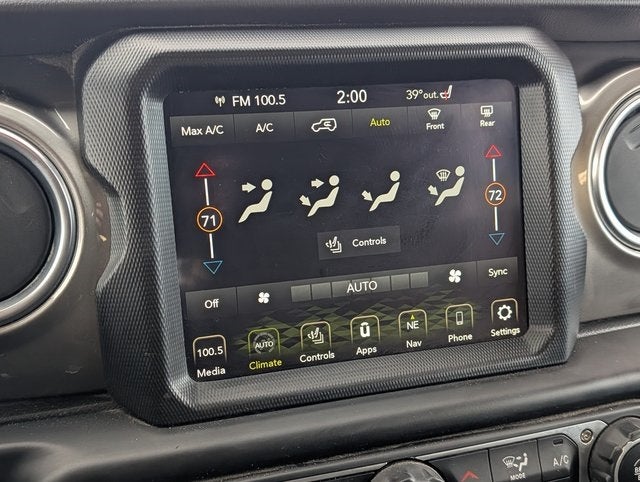 FM 100.5 2:00 39° out.
Max A/C A/C Auto Front Rear
71 72
Controls
Off AUTO Sync
100.5 AUTO NE
Media Climate Controls Apps Nav Phone Settings
MODE A/C